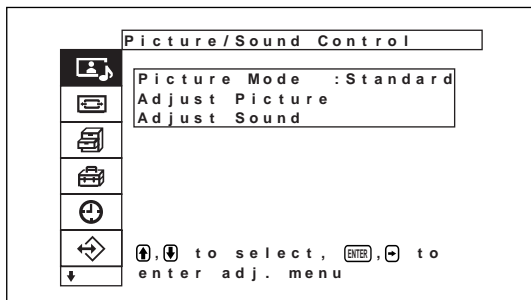 Picture/Sound Control
Picture Mode :Standard
Adjust Picture
Adjust Sound
, to select, ENTER , to
enter adj. menu